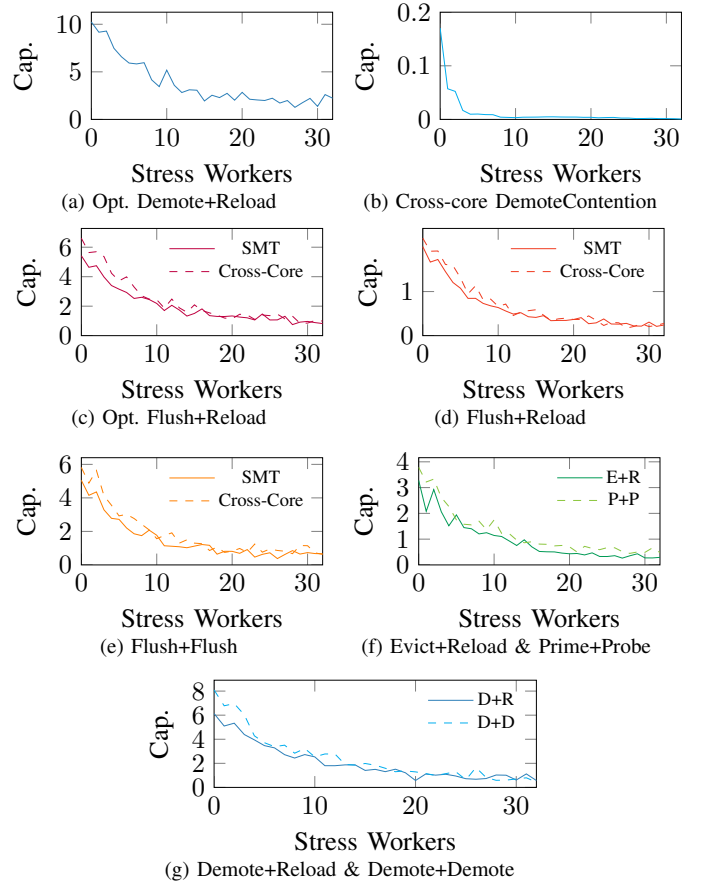 10
5
0
Cap.
0 10 20 30
Stress Workers
(a) Opt. Demote+Reload
0.2
0.1
0
Cap.
0 10 20 30
Stress Workers
(b) Cross-core DemoteContention
6
4
2
0
Cap.
SMT
Cross-Core
0 10 20 30
Stress Workers
(c) Opt. Flush+Reload
1
0
Cap.
SMT
Cross-Core
0 10 20 30
Stress Workers
(d) Flush+Reload
6
4
2
0
Cap.
SMT
Cross-Core
0 10 20 30
Stress Workers
(e) Flush+Flush
4
3
2
1
0
Cap.
E+R
P+P
0 10 20 30
Stress Workers
(f) Evict+Reload & Prime+Probe
8
6
4
2
0
Cap.
D+R
D+D
0 10 20 30
Stress Workers
(g) Demote+Reload & Demote+Demote